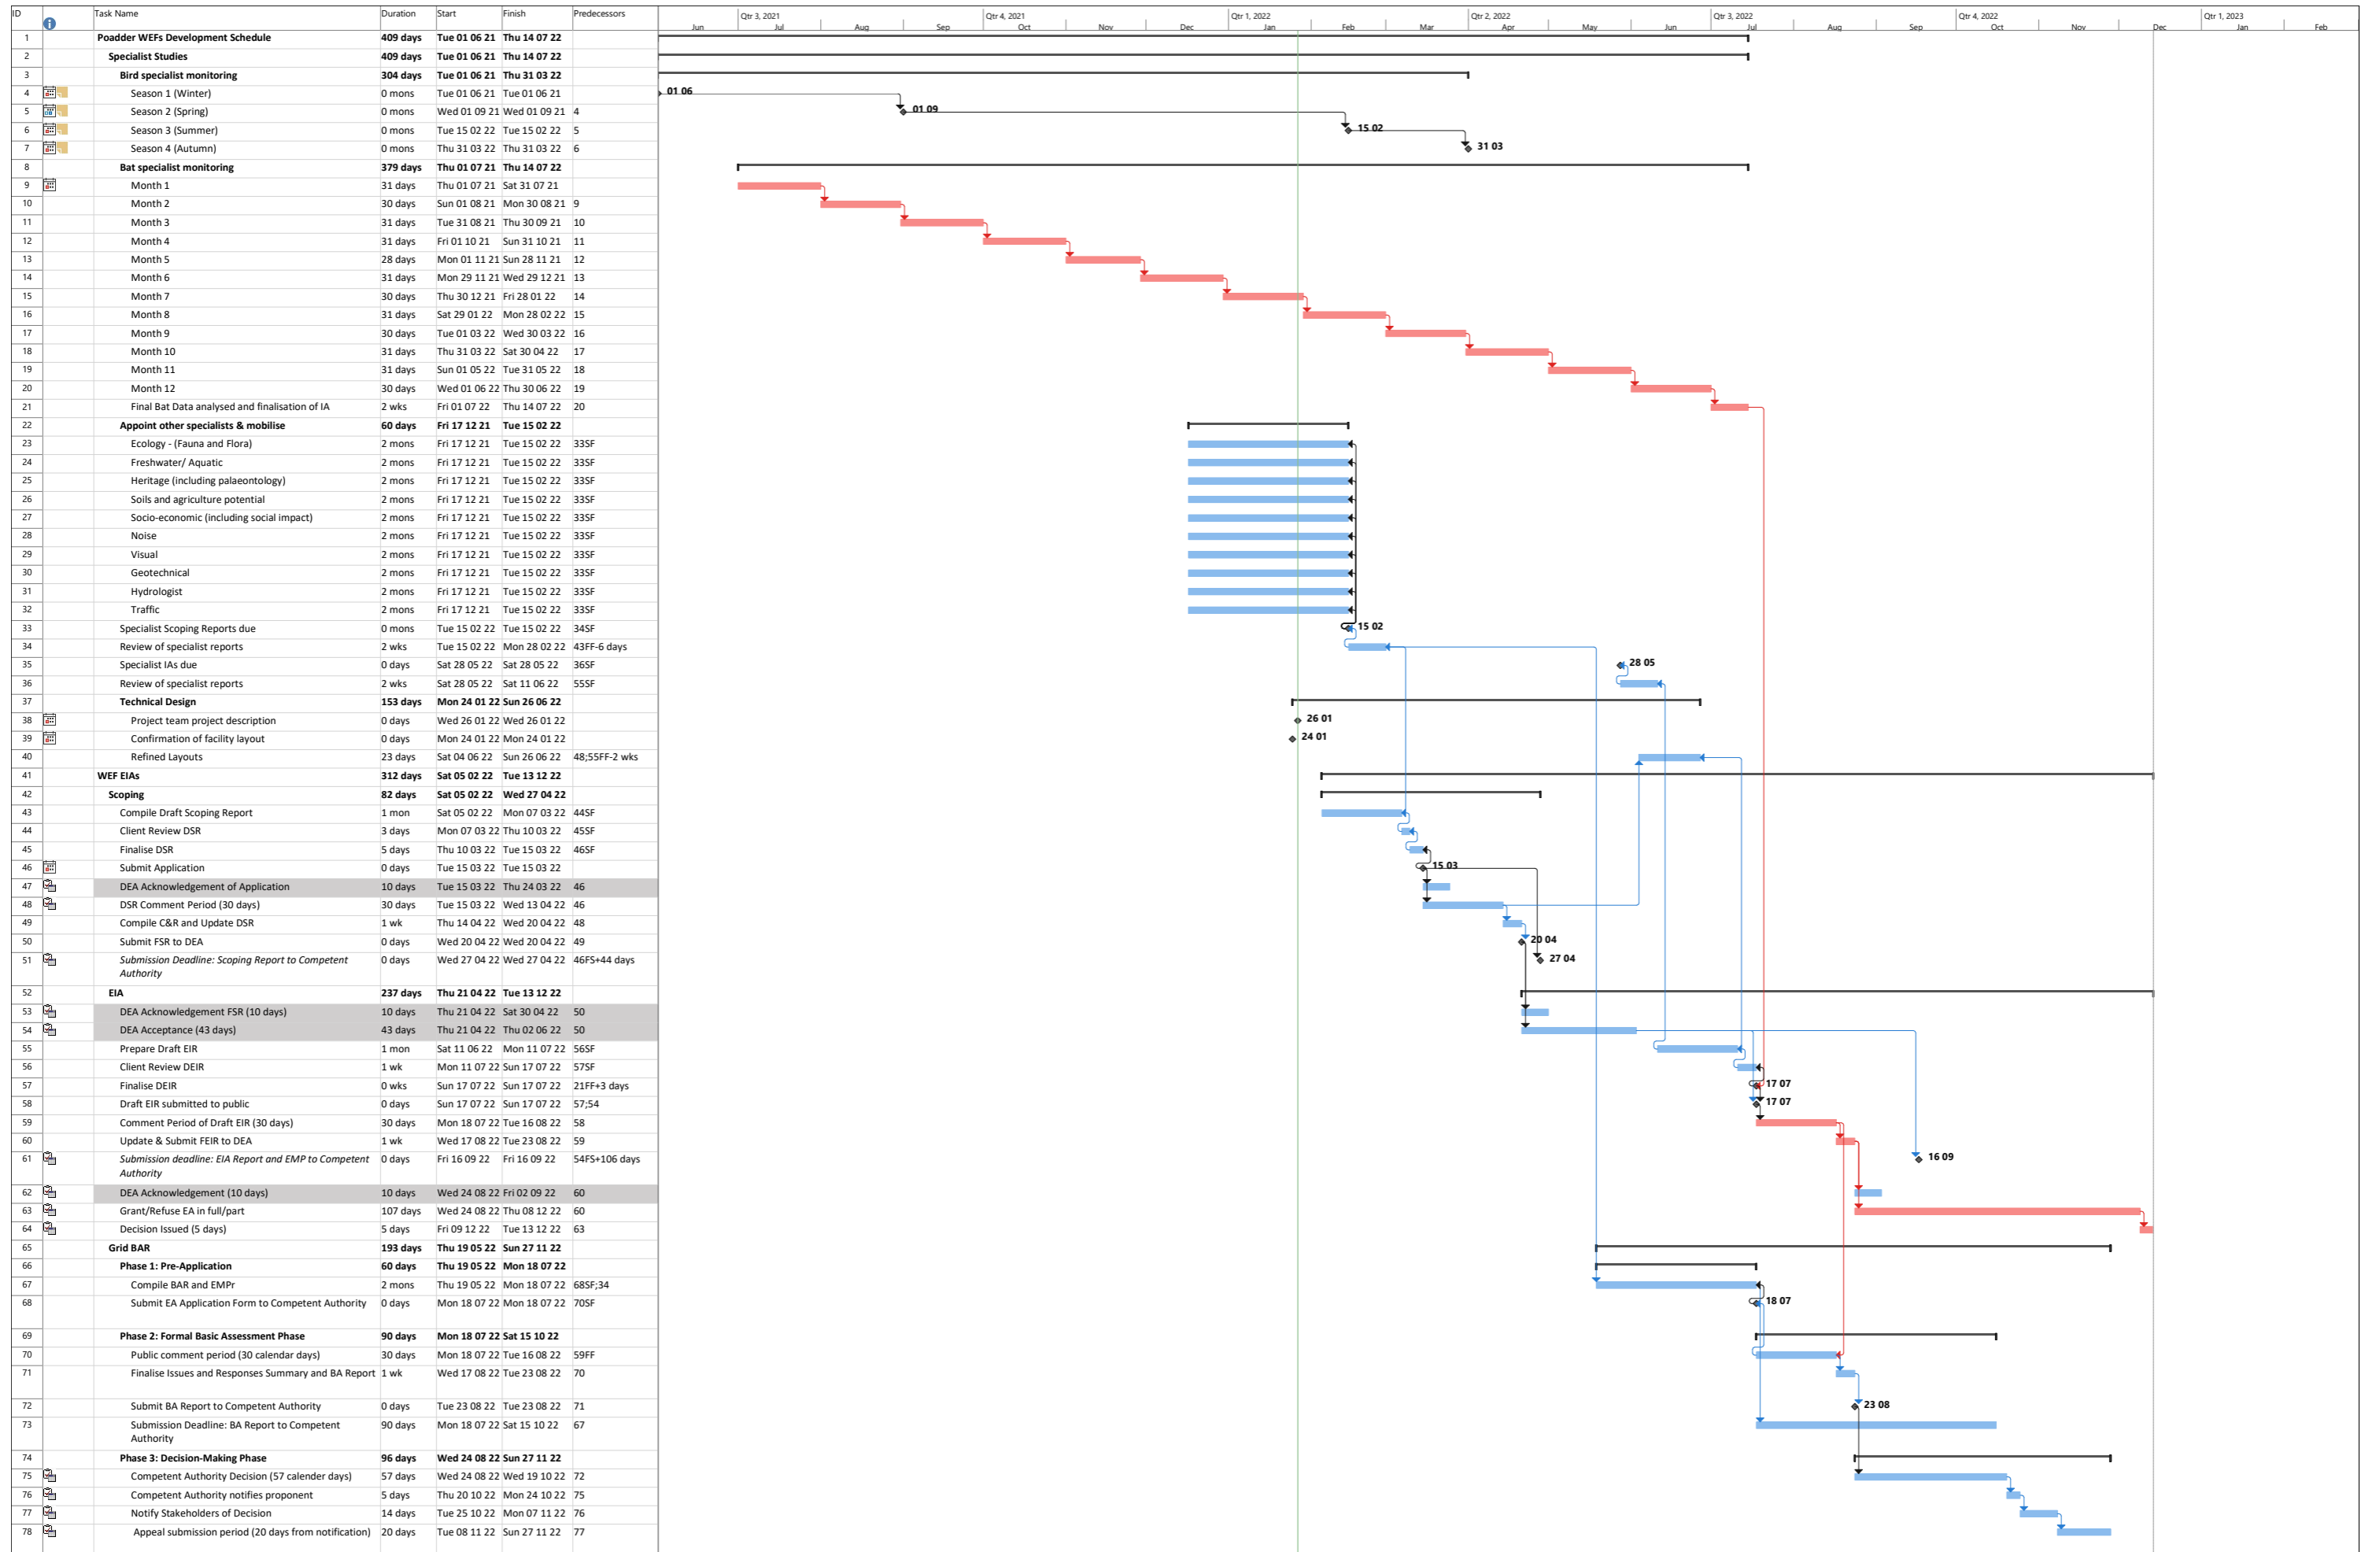 ID Task Name Duration Start Finish Predecessors
Qtr 3, 2021 Qtr 4, 2021 Qtr 1, 2022 Qtr 2, 2022 Qtr 3, 2022 Qtr 4, 2022 Qtr 1, 2023
Jun Jul Aug Sep Oct Nov Dec Jan Feb Mar Apr May Jun Jul Aug Sep Oct Nov Dec Jan Feb
1 Poadder WEFs Development Schedule 409 days Tue 01 06 21 Thu 14 07 22
2 Specialist Studies 409 days Tue 01 06 21 Thu 14 07 22
3 Bird specialist monitoring 304 days Tue 01 06 21 Thu 31 03 22
4 Season 1 (Winter) 0 mons Tue 01 06 21 Tue 01 06 21 01 06
5 Season 2 (Spring) 0 mons Wed 01 09 21 Wed 01 09 21 4 01 09
6 Season 3 (Summer) 0 mons Tue 15 02 22 Tue 15 02 22 5 15 02
7 Season 4 (Autumn) 0 mons Thu 31 03 22 Thu 31 03 22 6 31 03
8 Bat specialist monitoring 379 days Thu 01 07 21 Thu 14 07 22
9 Month 1 31 days Thu 01 07 21 Sat 31 07 21
10 Month 2 30 days Sun 01 08 21 Mon 30 08 21 9
11 Month 3 31 days Tue 31 08 21 Thu 30 09 21 10
12 Month 4 31 days Fri 01 10 21 Sun 31 10 21 11
13 Month 5 28 days Mon 01 11 21 Sun 28 11 21 12
14 Month 6 31 days Mon 29 11 21 Wed 29 12 21 13
15 Month 7 30 days Thu 30 12 21 Fri 28 01 22 14
16 Month 8 31 days Sat 29 01 22 Mon 28 02 22 15
17 Month 9 30 days Tue 01 03 22 Wed 30 03 22 16
18 Month 10 31 days Thu 31 03 22 Sat 30 04 22 17
19 Month 11 31 days Sun 01 05 22 Tue 31 05 22 18
20 Month 12 30 days Wed 01 06 22 Thu 30 06 22 19
21 Final Bat Data analysed and finalisation of IA 2 wks Fri 01 07 22 Thu 14 07 22 20
22 Appoint other specialists & mobilise 60 days Fri 17 12 21 Tue 15 02 22
23 Ecology - (Fauna and Flora) 2 mons Fri 17 12 21 Tue 15 02 22 33SF
24 Freshwater/ Aquatic 2 mons Fri 17 12 21 Tue 15 02 22 33SF
25 Heritage (including palaeontology) 2 mons Fri 17 12 21 Tue 15 02 22 33SF
26 Soils and agriculture potential 2 mons Fri 17 12 21 Tue 15 02 22 33SF
27 Socio-economic (including social impact) 2 mons Fri 17 12 21 Tue 15 02 22 33SF
28 Noise 2 mons Fri 17 12 21 Tue 15 02 22 33SF
29 Visual 2 mons Fri 17 12 21 Tue 15 02 22 33SF
30 Geotechnical 2 mons Fri 17 12 21 Tue 15 02 22 33SF
31 Hydrologist 2 mons Fri 17 12 21 Tue 15 02 22 33SF
32 Traffic 2 mons Fri 17 12 21 Tue 15 02 22 33SF
33 Specialist Scoping Reports due 0 mons Tue 15 02 22 Tue 15 02 22 34SF 15 02
34 Review of specialist reports 2 wks Tue 15 02 22 Mon 28 02 22 43FF-6 days
35 Specialist IAs due 0 days Sat 28 05 22 Sat 28 05 22 36SF 28 05
36 Review of specialist reports 2 wks Sat 28 05 22 Sat 11 06 22 55SF
37 Technical Design 153 days Mon 24 01 22 Sun 26 06 22
38 Project team project description 0 days Wed 26 01 22 Wed 26 01 22 26 01
39 Confirmation of facility layout 0 days Mon 24 01 22 Mon 24 01 22 24 01
40 Refined Layouts 23 days Sat 04 06 22 Sun 26 06 22 48;55FF-2 wks
41 WEF EIAs 312 days Sat 05 02 22 Tue 13 12 22
42 Scoping 82 days Sat 05 02 22 Wed 27 04 22
43 Compile Draft Scoping Report 1 mon Sat 05 02 22 Mon 07 03 22 44SF
44 Client Review DSR 3 days Mon 07 03 22 Thu 10 03 22 45SF
45 Finalise DSR 5 days Thu 10 03 22 Tue 15 03 22 46SF
46 Submit Application 0 days Tue 15 03 22 Tue 15 03 22 15 03
47 DEA Acknowledgement of Application 10 days Tue 15 03 22 Thu 24 03 22 46
48 DSR Comment Period (30 days) 30 days Tue 15 03 22 Wed 13 04 22 46
49 Compile C&R and Update DSR 1 wk Thu 14 04 22 Wed 20 04 22 48
50 Submit FSR to DEA 0 days Wed 20 04 22 Wed 20 04 22 49 20 04
51 Submission Deadline: Scoping Report to Competent 0 days Wed 27 04 22 Wed 27 04 22 46FS+44 days 27 04
Authority
52 EIA 237 days Thu 21 04 22 Tue 13 12 22
53 DEA Acknowledgement FSR (10 days) 10 days Thu 21 04 22 Sat 30 04 22 50
54 DEA Acceptance (43 days) 43 days Thu 21 04 22 Thu 02 06 22 50
55 Prepare Draft EIR 1 mon Sat 11 06 22 Mon 11 07 22 56SF
56 Client Review DEIR 1 wk Mon 11 07 22 Sun 17 07 22 57SF
57 Finalise DEIR 0 wks Sun 17 07 22 Sun 17 07 22 21FF+3 days 17 07
58 Draft EIR submitted to public 0 days Sun 17 07 22 Sun 17 07 22 57;54 17 07
59 Comment Period of Draft EIR (30 days) 30 days Mon 18 07 22 Tue 16 08 22 58
60 Update & Submit FEIR to DEA 1 wk Wed 17 08 22 Tue 23 08 22 59
61 Submission deadline: EIA Report and EMP to Competent 0 days Fri 16 09 22 Fri 16 09 22 54FS+106 days 16 09
Authority
62 DEA Acknowledgement (10 days) 10 days Wed 24 08 22 Fri 02 09 22 60
63 Grant/Refuse EA in full/part 107 days Wed 24 08 22 Thu 08 12 22 60
64 Decision Issued (5 days) 5 days Fri 09 12 22 Tue 13 12 22 63
65 Grid BAR 193 days Thu 19 05 22 Sun 27 11 22
66 Phase 1: Pre-Application 60 days Thu 19 05 22 Mon 18 07 22
67 Compile BAR and EMPr 2 mons Thu 19 05 22 Mon 18 07 22 68SF;34
68 Submit EA Application Form to Competent Authority 0 days Mon 18 07 22 Mon 18 07 22 70SF 18 07
69 Phase 2: Formal Basic Assessment Phase 90 days Mon 18 07 22 Sat 15 10 22
70 Public comment period (30 calendar days) 30 days Mon 18 07 22 Tue 16 08 22 59FF
71 Finalise Issues and Responses Summary and BA Report 1 wk Wed 17 08 22 Tue 23 08 22 70
72 Submit BA Report to Competent Authority 0 days Tue 23 08 22 Tue 23 08 22 71 23 08
73 Submission Deadline: BA Report to Competent 90 days Mon 18 07 22 Sat 15 10 22 67
Authority
74 Phase 3: Decision-Making Phase 96 days Wed 24 08 22 Sun 27 11 22
75 Competent Authority Decision (57 calender days) 57 days Wed 24 08 22 Wed 19 10 22 72
76 Competent Authority notifies proponent 5 days Thu 20 10 22 Mon 24 10 22 75
77 Notify Stakeholders of Decision 14 days Tue 25 10 22 Mon 07 11 22 76
78 Appeal submission period (20 days from notification) 20 days Tue 08 11 22 Sun 27 11 22 77